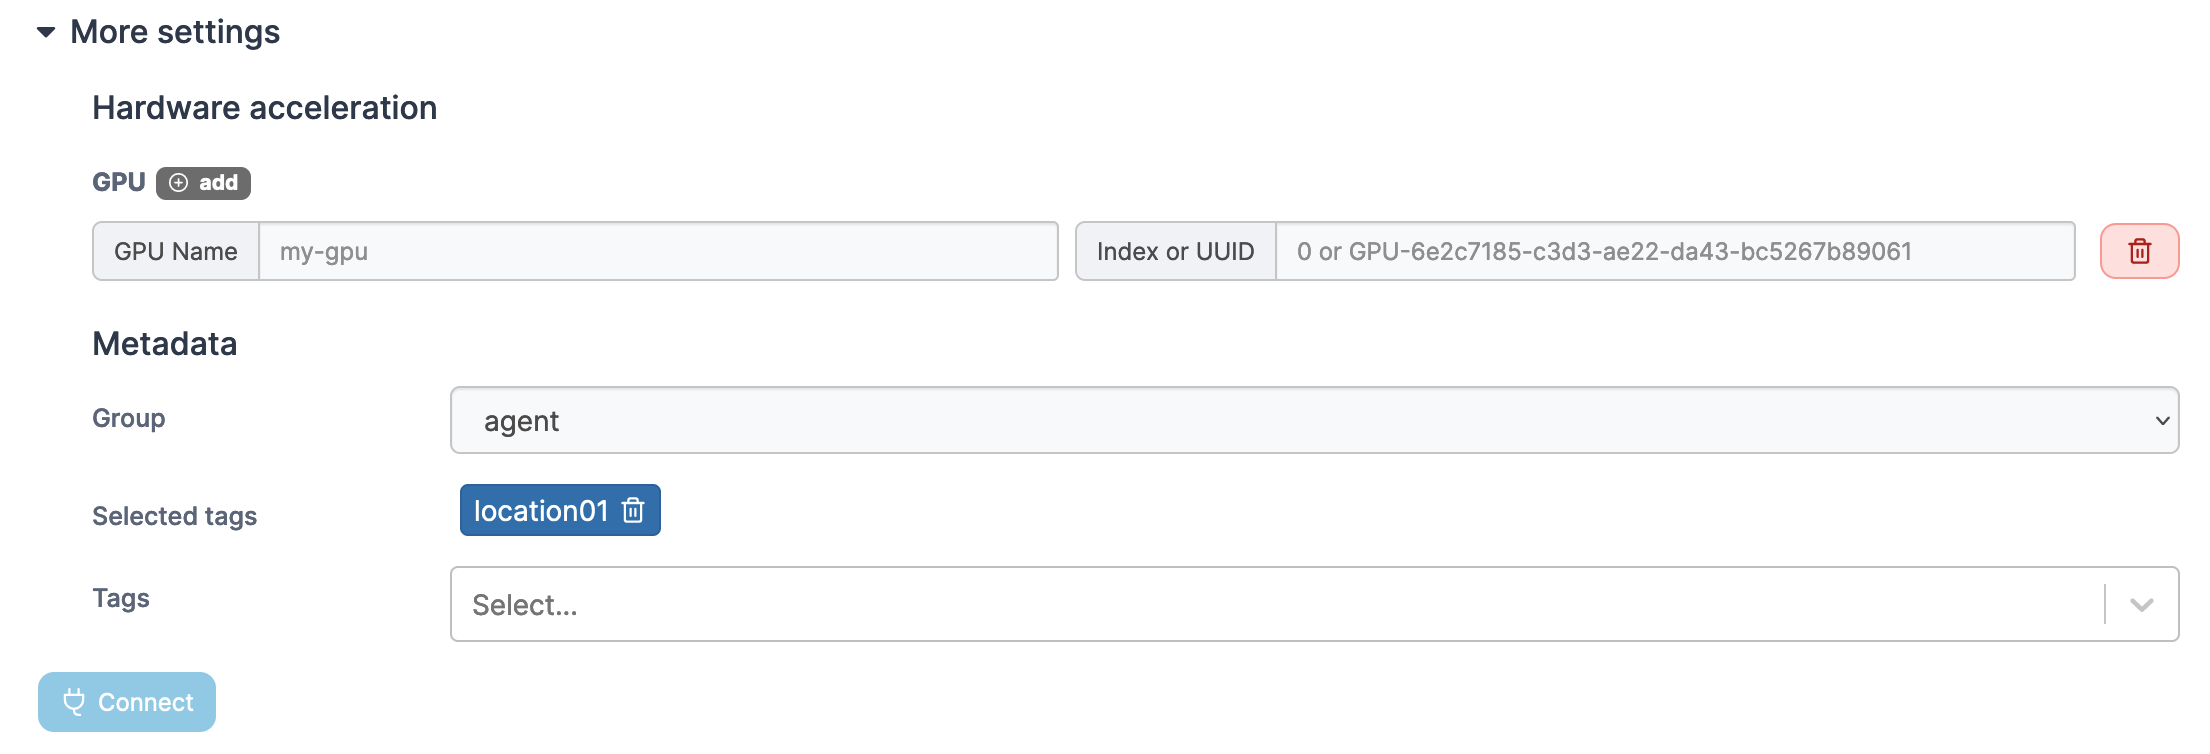 More settings
Hardware acceleration
GPU add
GPU Name my-gpu Index or UUID 0 or GPU-6e2c7185-c3d3-ae22-da43-bc5267b89061
Metadata
Group agent
Selected tags location01
Tags Select...
Connect